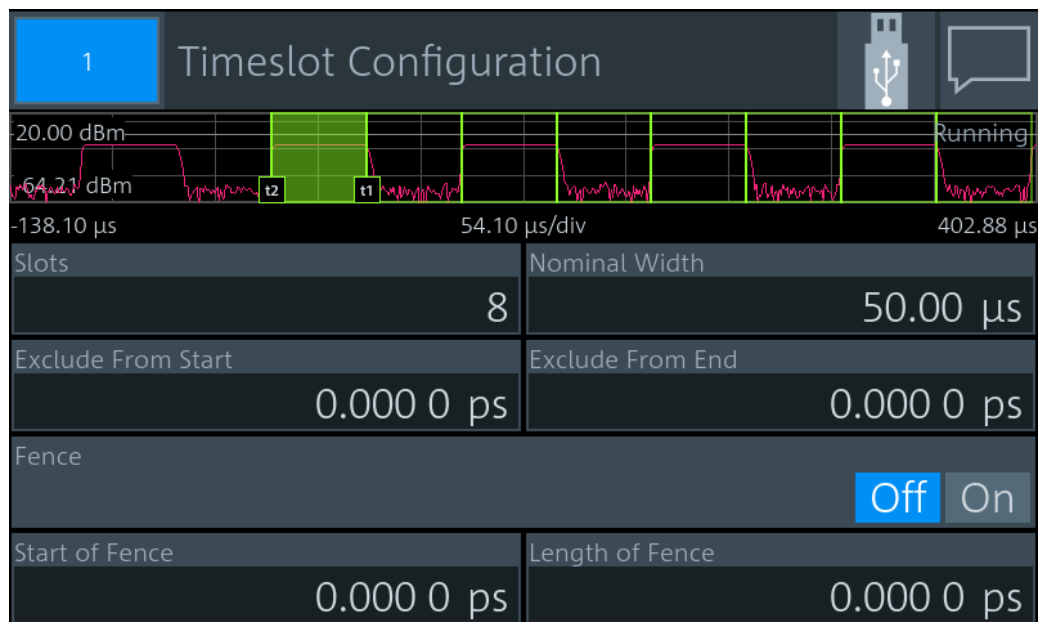 1 Timeslot Configuration
20.00 dBm Running
-64.21 dBm t2 t1
-138.10 µs 54.10 µs/div 402.88 µs
Slots Nominal Width
8 50.00 µs
Exclude From Start Exclude From End
0.000 0 ps 0.000 0 ps
Fence
Off On
Start of Fence Length of Fence
0.000 0 ps 0.000 0 ps